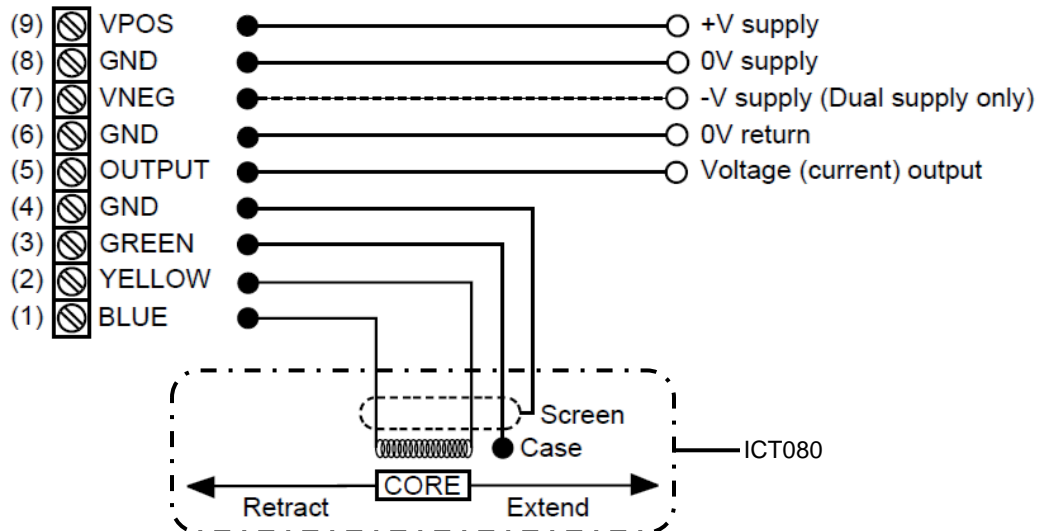 (9) VPOS +V supply
(8) GND 0V supply
(7) VNEG -V supply (Dual supply only)
(6) GND 0V return
(5) OUTPUT Voltage (current) output
(4) GND
(3) GREEN
(2) YELLOW
(1) BLUE
Screen
Case ICT080
CORE
Retract Extend